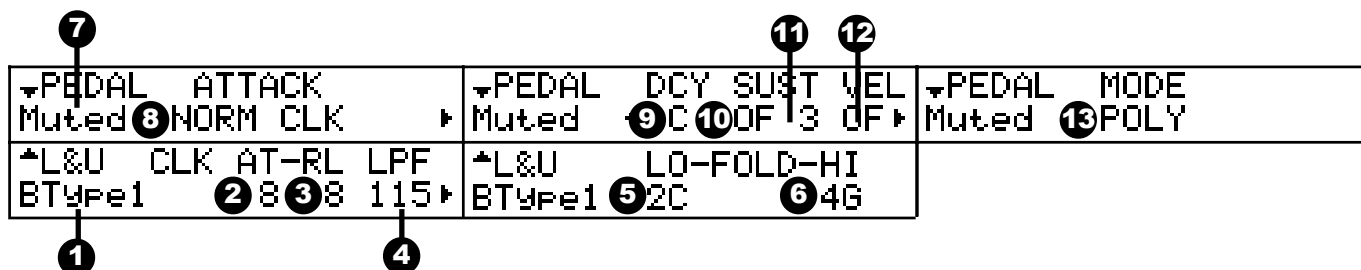 7 11 12
PEDAL ATTACK
Muted 8 NORM CLK
PEDAL DCY SUST VEL
Muted 9 C 10 OF 3 OF
PEDAL MODE
Muted 13 POLY
L&U CLK AT-RL LPF
BType1 2 8 3 8 115
L&U LO-FOLD-HI
BType1 5 2C 6 4G
1 4